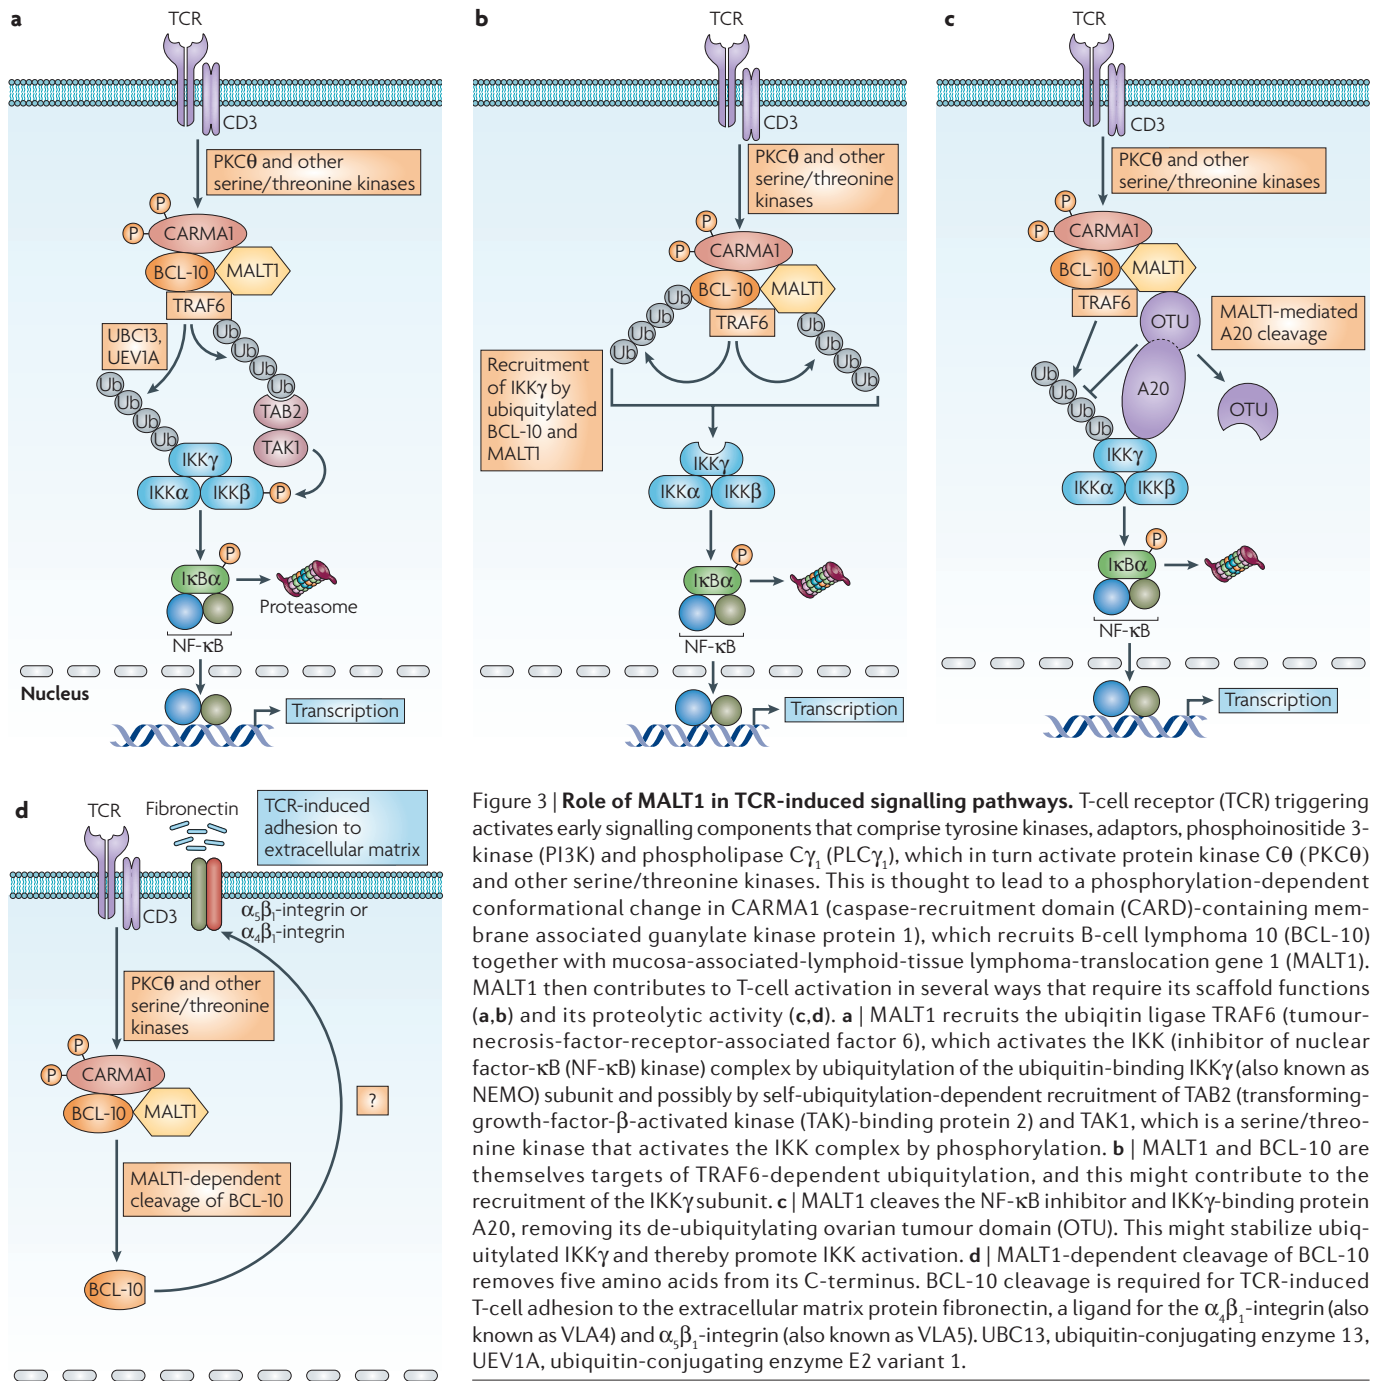 a
TCR
CD3
PKCθ and other
serine/threonine kinases
P
P
CARMA1
BCL-10
MALT1
TRAF6
UBC13,
UEV1A
Ub
Ub
Ub
Ub
Ub
Ub
Ub
Ub
TAB2
TAK1
IKKγ
IKKα
IKKβ
P
P
IκBα
Proteasome
NF-κB
Nucleus
Transcription
b
TCR
CD3
PKCθ and other
serine/threonine
kinases
P
P
CARMA1
BCL-10
MALT1
TRAF6
Ub
Ub
Ub
Ub
Ub
Ub
Ub
Ub
Recruitment
of IKKγ by
ubiquitylated
BCL-10 and
MALT1
IKKγ
IKKα
IKKβ
P
IκBα
NF-κB
Transcription
c
TCR
CD3
PKCθ and other
serine/threonine kinases
P
P
CARMA1
BCL-10
MALT1
TRAF6
OTU
MALT1-mediated
A20 cleavage
Ub
Ub
Ub
Ub
A20
OTU
IKKγ
IKKα
IKKβ
P
IκBα
NF-κB
Transcription
d
TCR
Fibronectin
TCR-induced
adhesion to
extracellular matrix
CD3
α5β1-integrin or
α4β1-integrin
PKCθ and other
serine/threonine
kinases
P
P
CARMA1
BCL-10
MALT1
?
MALT1-dependent
cleavage of BCL-10
BCL-10
Figure 3 | Role of MALT1 in TCR-induced signalling pathways. T-cell receptor (TCR) triggering
activates early signalling components that comprise tyrosine kinases, adaptors, phosphoinositide 3-
kinase (PI3K) and phospholipase Cγ1 (PLCγ1), which in turn activate protein kinase Cθ (PKCθ)
and other serine/threonine kinases. This is thought to lead to a phosphorylation-dependent
conformational change in CARMA1 (caspase-recruitment domain (CARD)-containing mem-
brane associated guanylate kinase protein 1), which recruits B-cell lymphoma 10 (BCL-10)
together with mucosa-associated-lymphoid-tissue lymphoma-translocation gene 1 (MALT1).
MALT1 then contributes to T-cell activation in several ways that require its scaffold functions
(a,b) and its proteolytic activity (c,d). a | MALT1 recruits the ubiqitin ligase TRAF6 (tumour-
necrosis-factor-receptor-associated factor 6), which activates the IKK (inhibitor of nuclear
factor-κB (NF-κB) kinase) complex by ubiquitylation of the ubiquitin-binding IKKγ (also known as
NEMO) subunit and possibly by self-ubiquitylation-dependent recruitment of TAB2 (transforming-
growth-factor-β-activated kinase (TAK)-binding protein 2) and TAK1, which is a serine/threo-
nine kinase that activates the IKK complex by phosphorylation. b | MALT1 and BCL-10 are
themselves targets of TRAF6-dependent ubiquitylation, and this might contribute to the
recruitment of the IKKγ subunit. c | MALT1 cleaves the NF-κB inhibitor and IKKγ-binding protein
A20, removing its de-ubiquitylating ovarian tumour domain (OTU). This might stabilize ubiq-
uitylated IKKγ and thereby promote IKK activation. d | MALT1-dependent cleavage of BCL-10
removes five amino acids from its C-terminus. BCL-10 cleavage is required for TCR-induced
T-cell adhesion to the extracellular matrix protein fibronectin, a ligand for the α4β1-integrin (also
known as VLA4) and α5β1-integrin (also known as VLA5). UBC13, ubiquitin-conjugating enzyme 13,
UEV1A, ubiquitin-conjugating enzyme E2 variant 1.